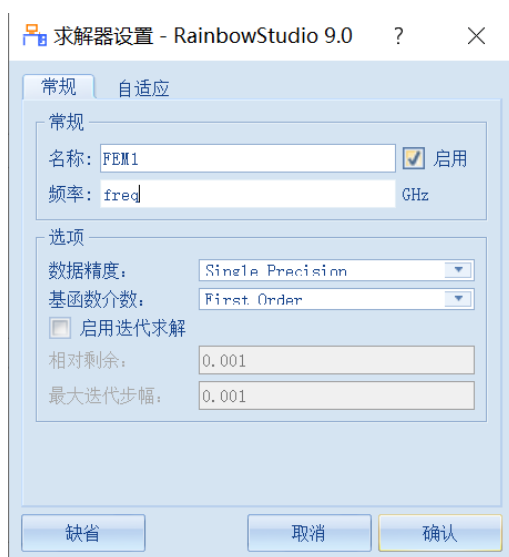 求解器设置 - RainbowStudio 9.0 ?
常规 自适应
常规
名称: FEM1 启用
频率: freq GHz
选项
数据精度: Single Precision
基函数介数: First Order
启用迭代求解
相对剩余: 0.001
最大迭代步幅: 0.001
缺省 取消 确认